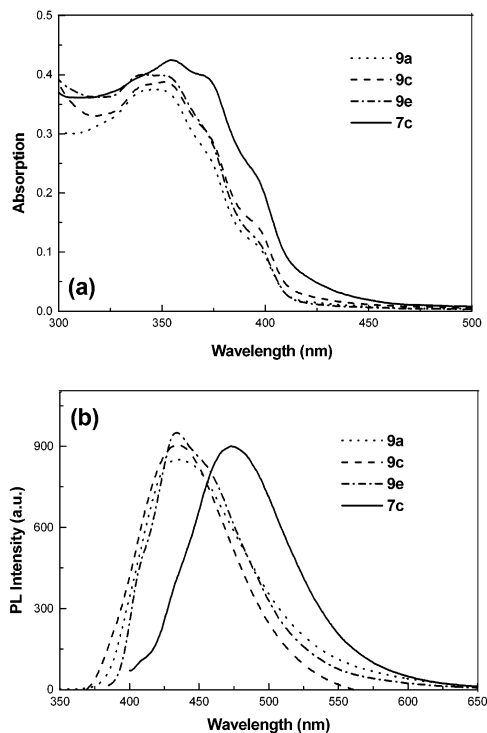 0.5
0.4
0.3
0.2
0.1
0.0
Absorption
9a
9c
9e
7c
(a)
300 350 400 450 500
Wavelength (nm)
(b)
900
600
300
0
PL Intensity (a.u.)
9a
9c
9e
7c
350 400 450 500 550 600 650
Wavelength (nm)